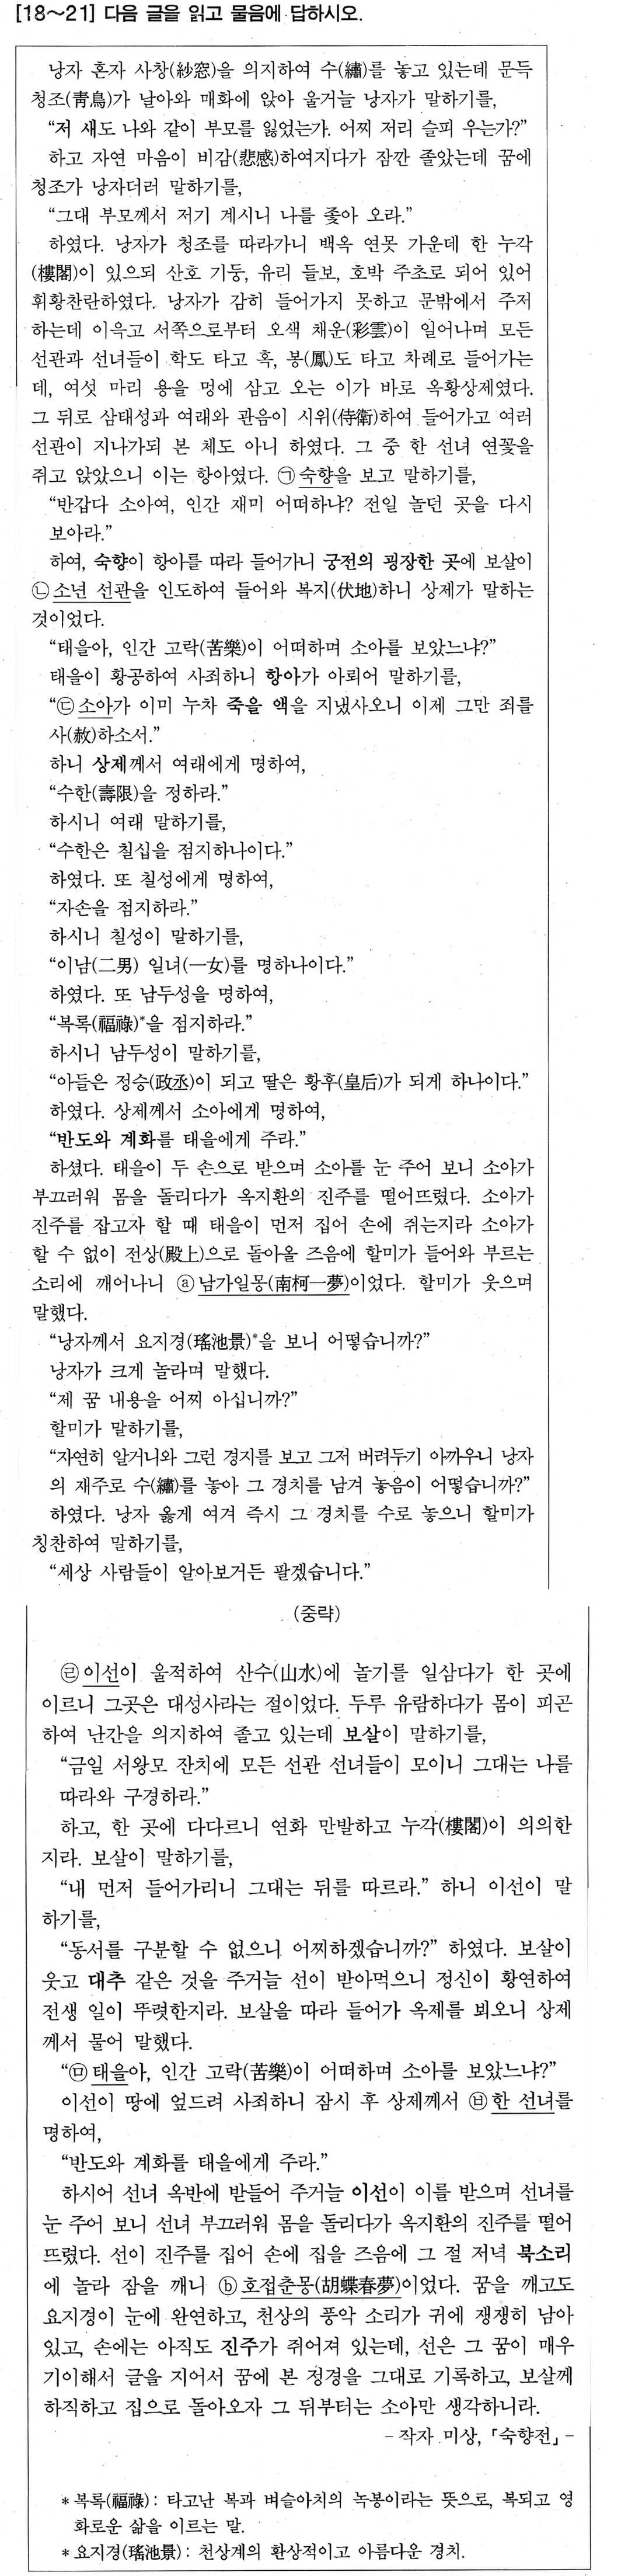 [18～21] 다음 글을 읽고 물음에 답하시오.
낭자 혼자 사창(紗窓)을 의지하여 수(繡)를 놓고 있는데 문득
청조(靑鳥)가 날아와 매화에 앉아 울거늘 낭자가 말하기를,
“저 새도 나와 같이 부모를 잃었는가. 어찌 저리 슬피 우는가?”
하고 자연 마음이 비감(悲感)하여지다가 잠깐 졸았는데 꿈에
청조가 낭자더러 말하기를,
“그대 부모께서 저기 계시니 나를 좇아 오라.”
하였다. 낭자가 청조를 따라가니 백옥 연못 가운데 한 누각
(樓閣)이 있으되 산호 기둥, 유리 들보, 호박 주초로 되어 있어
휘황찬란하였다. 낭자가 감히 들어가지 못하고 문밖에서 주저
하는데 이윽고 서쪽으로부터 오색 채운(彩雲)이 일어나며 모든
선관과 선녀들이 학도 타고 혹, 봉(鳳)도 타고 차례로 들어가는
데, 여섯 마리 용을 멍에 삼고 오는 이가 바로 옥황상제였다.
그 뒤로 삼태성과 여래와 관음이 시위(侍衛)하여 들어가고 여러
선관이 지나가되 본 체도 아니 하였다. 그 중 한 선녀 연꽃을
쥐고 앉았으니 이는 항아였다. ㉠숙향을 보고 말하기를,
“반갑다 소아여, 인간 재미 어떠하냐? 전일 놀던 곳을 다시
보아라.”
하여, 숙향이 항아를 따라 들어가니 궁전의 굉장한 곳에 보살이
㉡소년 선관을 인도하여 들어와 복지(伏地)하니 상제가 말하는
것이었다.
“태을아, 인간 고락(苦樂)이 어떠하며 소아를 보았느냐?”
태을이 황공하여 사죄하니 항아가 아뢰어 말하기를,
“㉢소아가 이미 누차 죽을 액을 지냈사오니 이제 그만 죄를
사(赦)하소서.”
하니 상제께서 여래에게 명하여,
“수한(壽限)을 정하라.”
하시니 여래 말하기를,
“수한은 칠십을 점지하나이다.”
하였다. 또 칠성에게 명하여,
“자손을 점지하라.”
하시니 칠성이 말하기를,
“이남(二男) 일녀(一女)를 명하나이다.”
하였다. 또 남두성을 명하여,
“복록(福祿)*을 점지하라.”
하시니 남두성이 말하기를,
“아들은 정승(政丞)이 되고 딸은 황후(皇后)가 되게 하나이다.”
하였다. 상제께서 소아에게 명하여,
“반도와 계화를 태을에게 주라.”
하셨다. 태을이 두 손으로 받으며 소아를 눈 주어 보니 소아가
부끄러워 몸을 돌리다가 옥지환의 진주를 떨어뜨렸다. 소아가
진주를 잡고자 할 때 태을이 먼저 집어 손에 쥐는지라 소아가
할 수 없이 전상(殿上)으로 돌아올 즈음에 할미가 들어와 부르는
소리에 깨어나니 ⓐ남가일몽(南柯一夢)이었다. 할미가 웃으며
말했다.
“낭자께서 요지경(瑤池景)*을 보니 어떻습니까?”
낭자가 크게 놀라며 말했다.
“제 꿈 내용을 어찌 아십니까?”
할미가 말하기를,
“자연히 알거니와 그런 경지를 보고 그저 버려두기 아까우니 낭자
의 재주로 수(繡)를 놓아 그 경치를 남겨 놓음이 어떻습니까?”
하였다. 낭자 옳게 여겨 즉시 그 경치를 수로 놓으니 할미가
칭찬하여 말하기를,
“세상 사람들이 알아보거든 팔겠습니다.”
(중략)
㉣이선이 울적하여 산수(山水)에 놀기를 일삼다가 한 곳에
이르니 그곳은 대성사라는 절이었다. 두루 유람하다가 몸이 피곤
하여 난간을 의지하여 졸고 있는데 보살이 말하기를,
“금일 서왕모 잔치에 모든 선관 선녀들이 모이니 그대는 나를
따라와 구경하라.”
하고, 한 곳에 다다르니 연화 만발하고 누각(樓閣)이 의의한
지라. 보살이 말하기를,
“내 먼저 들어가리니 그대는 뒤를 따르라.” 하니 이선이 말
하기를,
“동서를 구분할 수 없으니 어찌하겠습니까?” 하였다. 보살이
웃고 대추 같은 것을 주거늘 선이 받아먹으니 정신이 황연하여
전생 일이 뚜렷한지라. 보살을 따라 들어가 옥제를 뵈오니 상제
께서 물어 말했다.
“㉤태을아, 인간 고락(苦樂)이 어떠하며 소아를 보았느냐?”
이선이 땅에 엎드려 사죄하니 잠시 후 상제께서 ㉥한 선녀를
명하여,
“반도와 계화를 태을에게 주라.”
하시어 선녀 옥반에 받들어 주거늘 이선이 이를 받으며 선녀를
눈 주어 보니 선녀 부끄러워 몸을 돌리다가 옥지환의 진주를 떨어
뜨렸다. 선이 진주를 집어 손에 집을 즈음에 그 절 저녁 북소리
에 놀라 잠을 깨니 ⓑ호접춘몽(胡蝶春夢)이었다. 꿈을 깨고도
요지경이 눈에 완연하고, 천상의 풍악 소리가 귀에 쟁쟁히 남아
있고, 손에는 아직도 진주가 쥐어져 있는데, 선은 그 꿈이 매우
기이해서 글을 지어서 꿈에 본 정경을 그대로 기록하고, 보살께
하직하고 집으로 돌아오자 그 뒤부터는 소아만 생각하니라.
- 작자 미상, 「숙향전」 -
* 복록(福祿) : 타고난 복과 벼슬아치의 녹봉이라는 뜻으로, 복되고 영
화로운 삶을 이르는 말.
* 요지경(瑤池景) : 천상계의 환상적이고 아름다운 경치.